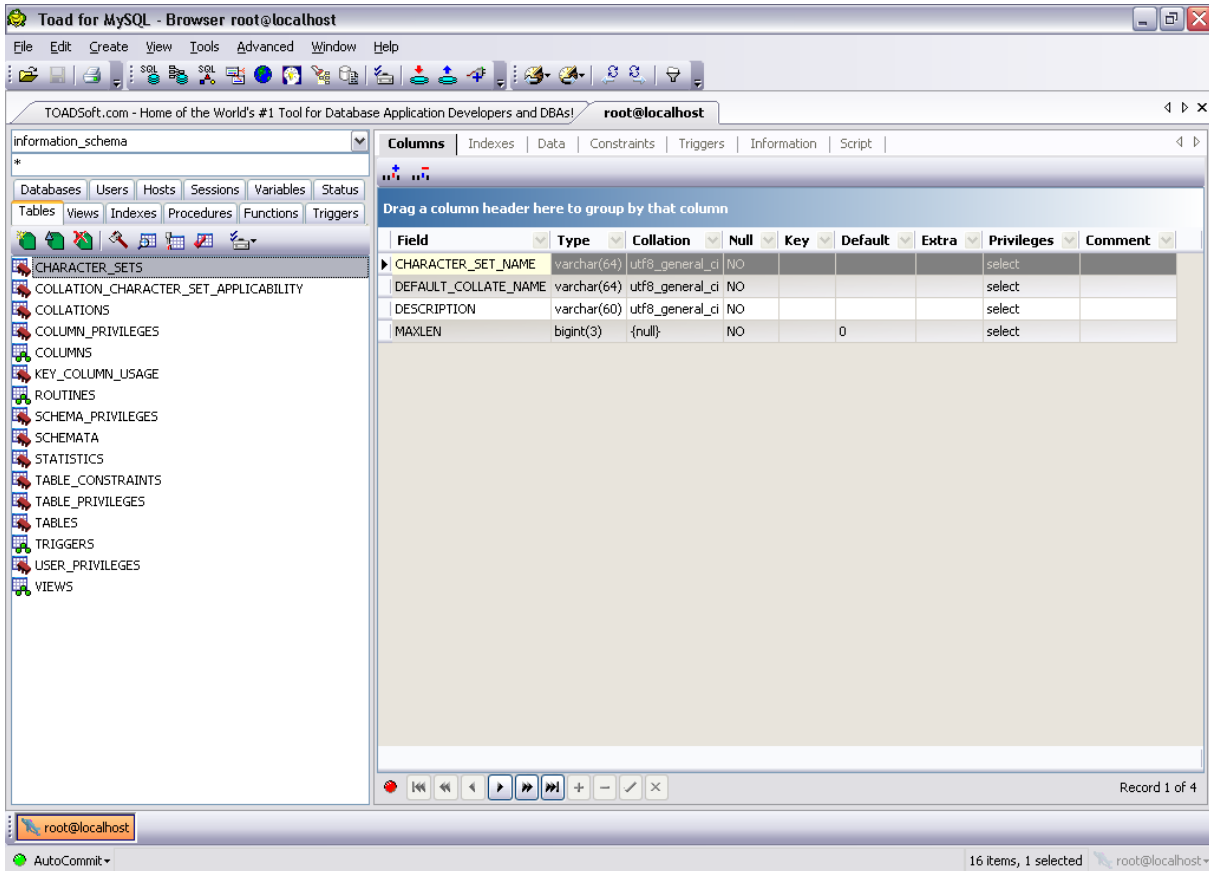 Toad for MySQL - Browser root@localhost
File Edit Create View Tools Advanced Window Help
SQL SQL
TOADSoft.com - Home of the World's #1 Tool for Database Application Developers and DBAs! root@localhost
information_schema
*
Databases Users Hosts Sessions Variables Status
Tables Views Indexes Procedures Functions Triggers
CHARACTER_SETS
COLLATION_CHARACTER_SET_APPLICABILITY
COLLATIONS
COLUMN_PRIVILEGES
COLUMNS
KEY_COLUMN_USAGE
ROUTINES
SCHEMA_PRIVILEGES
SCHEMATA
STATISTICS
TABLE_CONSTRAINTS
TABLE_PRIVILEGES
TABLES
TRIGGERS
USER_PRIVILEGES
VIEWS
Columns Indexes Data Constraints Triggers Information Script
Drag a column header here to group by that column
Field Type Collation Null Key Default Extra Privileges Comment
CHARACTER_SET_NAME varchar(64) utf8_general_ci NO select
DEFAULT_COLLATE_NAME varchar(64) utf8_general_ci NO select
DESCRIPTION varchar(60) utf8_general_ci NO select
MAXLEN bigint(3) {null} NO 0 select
Record 1 of 4
root@localhost
AutoCommit 16 items, 1 selected root@localhost